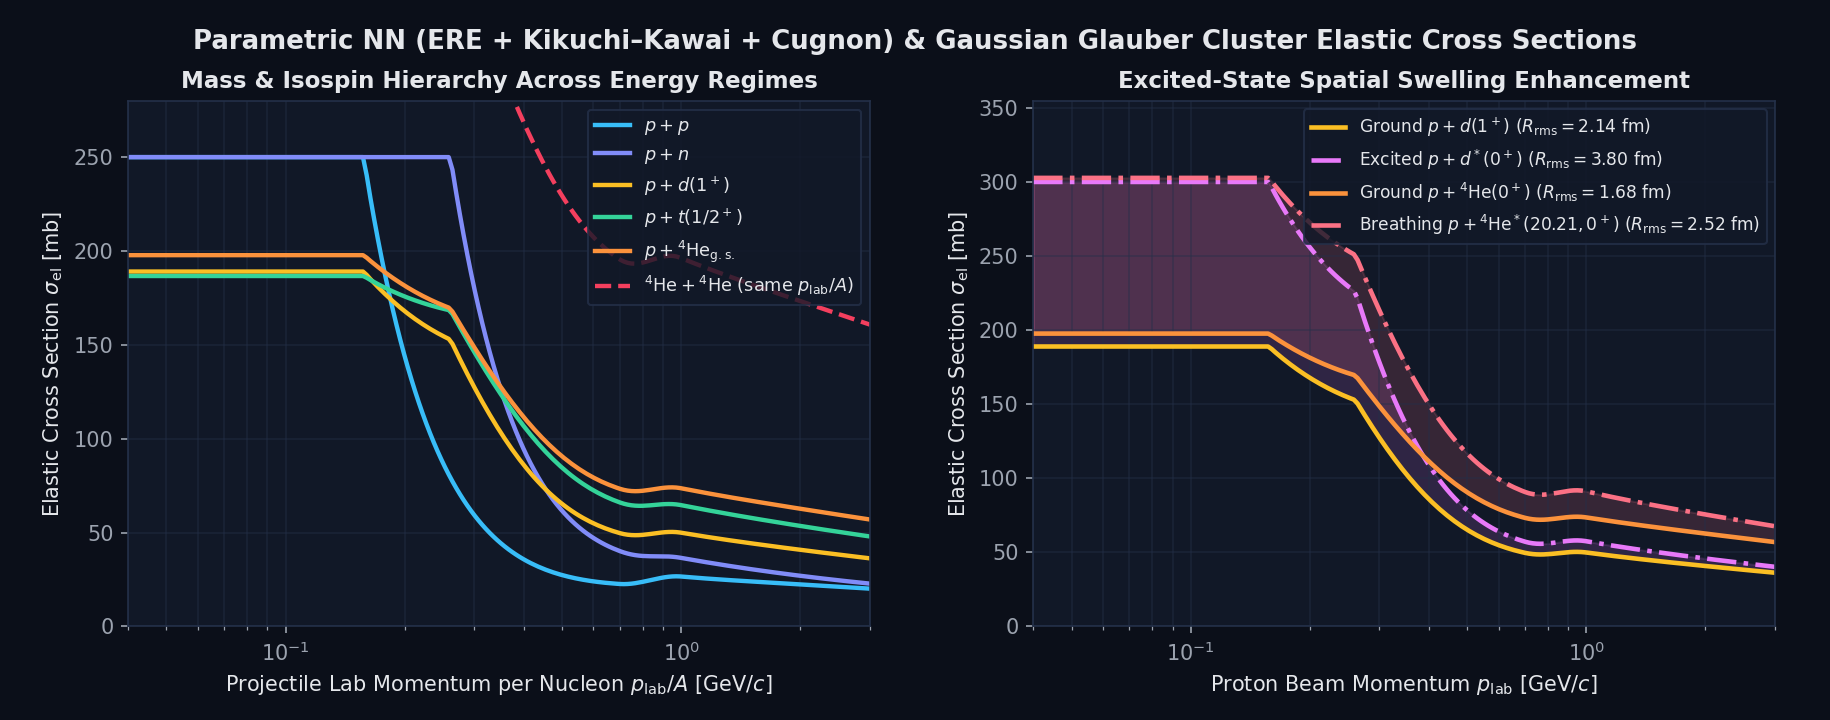 Parametric NN (ERE + Kikuchi–Kawai + Cugnon) & Gaussian Glauber Cluster Elastic Cross Sections
Mass & Isospin Hierarchy Across Energy Regimes
Elastic Cross Section σ_el [mb]
250
200
150
100
50
0
10⁻¹
10⁰
Projectile Lab Momentum per Nucleon p_lab/A [GeV/c]
p + p
p + n
p + d(1⁺)
p + t(1/2⁺)
p + ⁴He_g.s.
⁴He + ⁴He (same p_lab/A)
Excited-State Spatial Swelling Enhancement
Elastic Cross Section σ_el [mb]
350
300
250
200
150
100
50
0
10⁻¹
10⁰
Proton Beam Momentum p_lab [GeV/c]
Ground p + d(1⁺) (R_rms = 2.14 fm)
Excited p + d*(0⁺) (R_rms = 3.80 fm)
Ground p + ⁴He(0⁺) (R_rms = 1.68 fm)
Breathing p + ⁴He*(20.21, 0⁺) (R_rms = 2.52 fm)